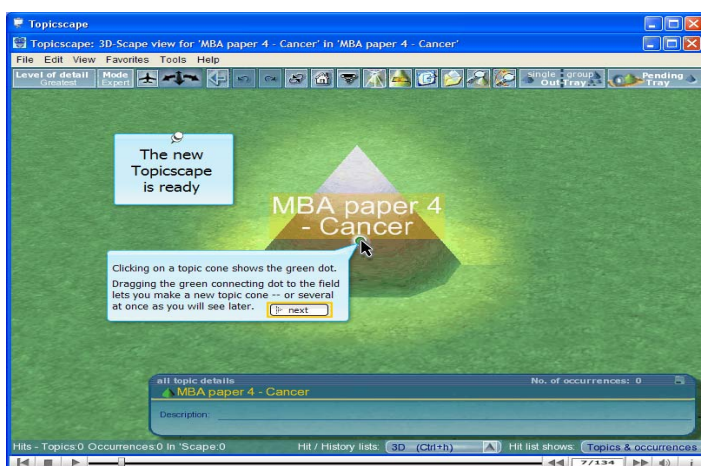 Topicscape
Topicscape: 3D-Scape view for 'MBA paper 4 - Cancer' in 'MBA paper 4 - Cancer'
File Edit View Favorites Tools Help
Level of detail
Greatest
Mode
Expert
Single group
Out Tray
Pending
Tray
The new
Topicscape
is ready
MBA paper 4
- Cancer
Clicking on a topic cone shows the green dot.
Dragging the green connecting dot to the field
lets you make a new topic cone -- or several
at once as you will see later.
next
all topic details
No. of occurrences: 0
MBA paper 4 - Cancer
Description:
Hits - Topics:0 Occurrences:0 In 'Scape:0
Hit / History lists: 3D (Ctrl+h)
Hit list shows: Topics & occurrences
7/134
i